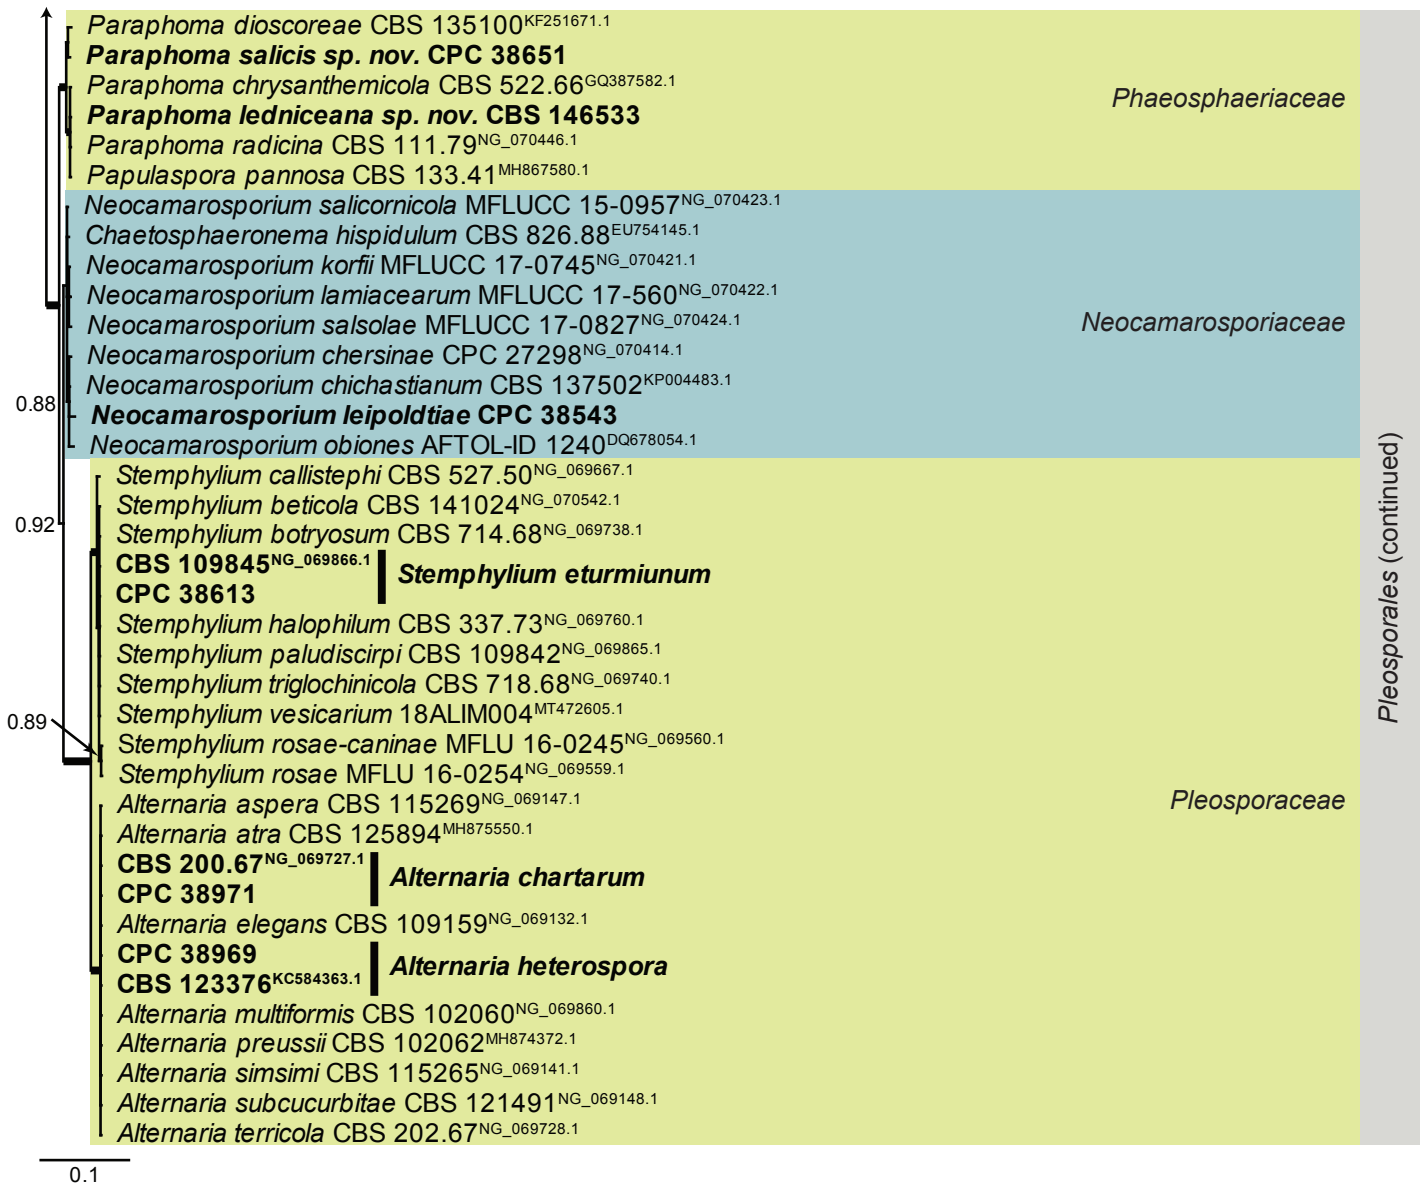 Paraphoma dioscoreae CBS 135100KF251671.1
Paraphoma salicis sp. nov. CPC 38651
Paraphoma chrysanthemicola CBS 522.66GQ387582.1
Paraphoma ledniceana sp. nov. CBS 146533
Paraphoma radicina CBS 111.79NG_070446.1
Papulaspora pannosa CBS 133.41MH867580.1
Phaeosphaeriaceae
Neocamarosporium salicornicola MFLUCC 15-0957NG_070423.1
Chaetosphaeronema hispidulum CBS 826.88EU754145.1
Neocamarosporium korfii MFLUCC 17-0745NG_070421.1
Neocamarosporium lamiacearum MFLUCC 17-560NG_070422.1
Neocamarosporium salsolae MFLUCC 17-0827NG_070424.1
Neocamarosporium chersinae CPC 27298NG_070414.1
Neocamarosporium chichastianum CBS 137502KP004483.1
Neocamarosporium leipoldtiae CPC 38543
Neocamarosporium obiones AFTOL-ID 1240DQ678054.1
Neocamarosporiaceae
Stemphylium callistephi CBS 527.50NG_069667.1
Stemphylium beticola CBS 141024NG_070542.1
Stemphylium botryosum CBS 714.68NG_069738.1
CBS 109845NG_069866.1
CPC 38613
Stemphylium eturmiunum
Stemphylium halophilum CBS 337.73NG_069760.1
Stemphylium paludiscirpi CBS 109842NG_069865.1
Stemphylium triglochinicola CBS 718.68NG_069740.1
Stemphylium vesicarium 18ALIM004MT472605.1
Stemphylium rosae-caninae MFLU 16-0245NG_069560.1
Stemphylium rosae MFLU 16-0254NG_069559.1
Alternaria aspera CBS 115269NG_069147.1
Alternaria atra CBS 125894MH875550.1
CBS 200.67NG_069727.1
CPC 38971
Alternaria chartarum
Alternaria elegans CBS 109159NG_069132.1
CPC 38969
CBS 123376KC584363.1
Alternaria heterospora
Alternaria multiformis CBS 102060NG_069860.1
Alternaria preussii CBS 102062MH874372.1
Alternaria simsimi CBS 115265NG_069141.1
Alternaria subcucurbitae CBS 121491NG_069148.1
Alternaria terricola CBS 202.67NG_069728.1
Pleosporaceae
Pleosporales (continued)
0.88
0.92
0.89
0.1